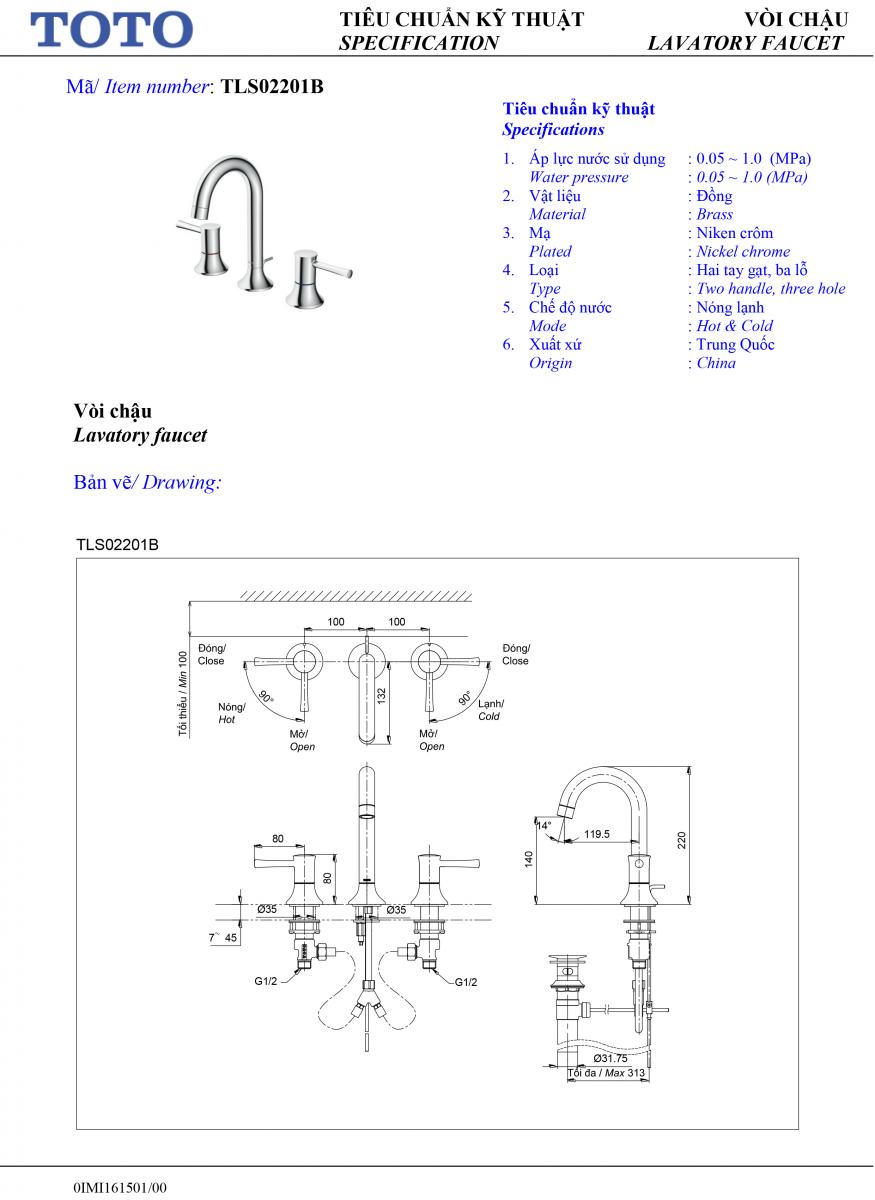 TOTO
TIÊU CHUẨN KỸ THUẬT
SPECIFICATION
VÒI CHẬU
LAVATORY FAUCET
Mã/ Item number: TLS02201B
Tiêu chuẩn kỹ thuật
Specifications
1. Áp lực nước sử dụng : 0.05 ~ 1.0 (MPa)
Water pressure : 0.05 ~ 1.0 (MPa)
2. Vật liệu : Đồng
Material : Brass
3. Mạ : Niken crôm
Plated : Nickel chrome
4. Loại : Hai tay gạt, ba lỗ
Type : Two handle, three hole
5. Chế độ nước : Nóng lạnh
Mode : Hot & Cold
6. Xuất xứ : Trung Quốc
Origin : China
Vòi chậu
Lavatory faucet
Bản vẽ/ Drawing:
TLS02201B
Tối thiểu / Min 100
100 100
Đóng/
Close
Đóng/
Close
90°
132
90°
Nóng/
Hot
Lạnh/
Cold
Mở/
Open
Mở/
Open
80
80
Ø35
Ø35
7~ 45
G1/2
G1/2
14°
119.5
140
220
Ø31.75
Tối đa / Max 313
0IMI161501/00